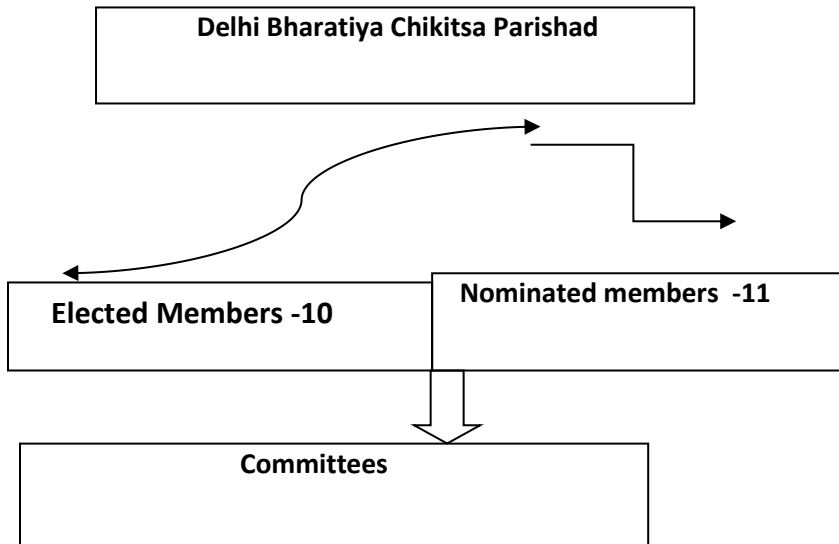 Delhi Bharatiya Chikitsa Parishad
Elected Members -10
Nominated members -11
Committees